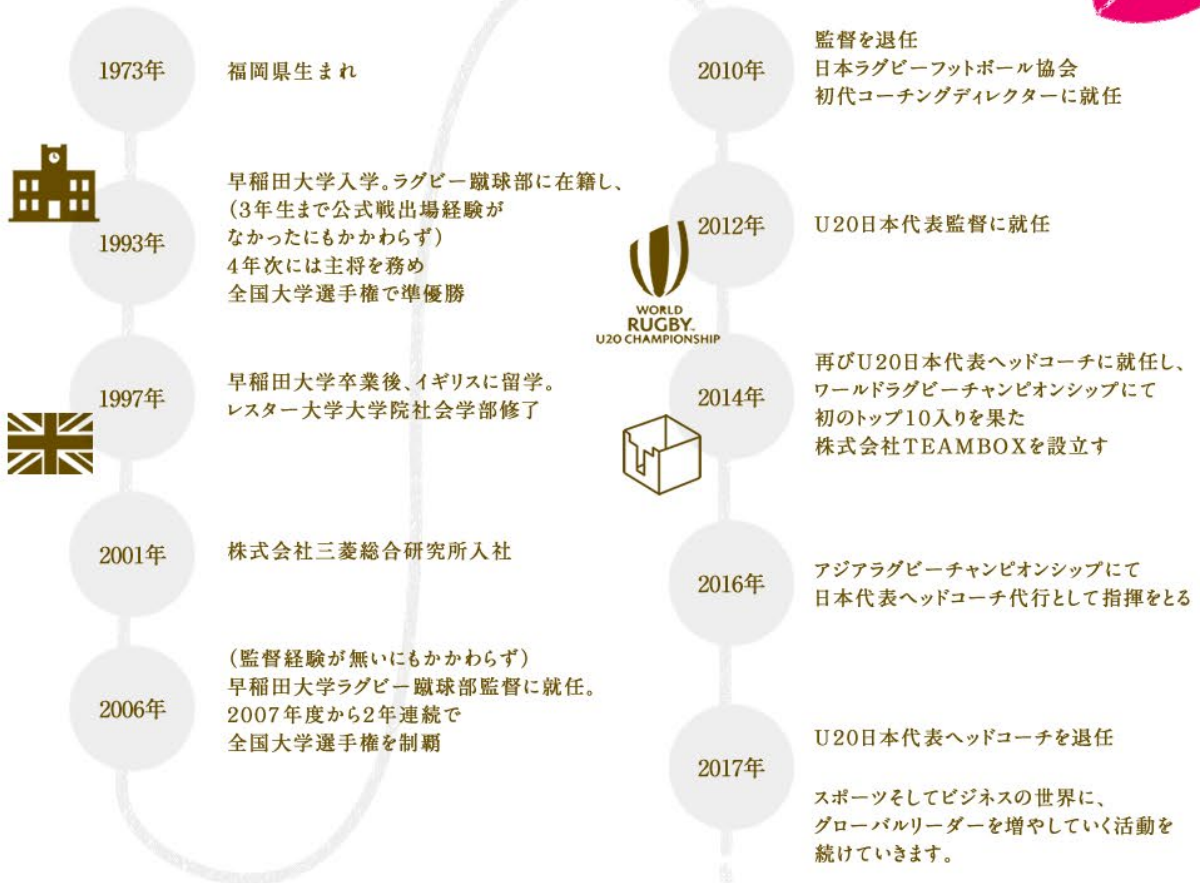 1973年
福岡県生まれ
1993年
早稲田大学入学。ラグビー蹴球部に在籍し、
(3年生まで公式戦出場経験が
なかったにもかかわらず)
4年次には主将を務め
全国大学選手権で準優勝
1997年
早稲田大学卒業後、イギリスに留学。
レスター大学大学院社会学部修了
2001年
株式会社三菱総合研究所入社
2006年
(監督経験が無いにもかかわらず)
早稲田大学ラグビー蹴球部監督に就任。
2007年度から2年連続で
全国大学選手権を制覇
2010年
監督を退任
日本ラグビーフットボール協会
初代コーチングディレクターに就任
2012年
U20日本代表監督に就任
WORLD
RUGBY™
U20 CHAMPIONSHIP
2014年
再びU20日本代表ヘッドコーチに就任し、
ワールドラグビーチャンピオンシップにて
初のトップ10入りを果た
株式会社TEAMBOXを設立す
2016年
アジアラグビーチャンピオンシップにて
日本代表ヘッドコーチ代行として指揮をとる
2017年
U20日本代表ヘッドコーチを退任
スポーツそしてビジネスの世界に、
グローバルリーダーを増やしていく活動を
続けていきます。